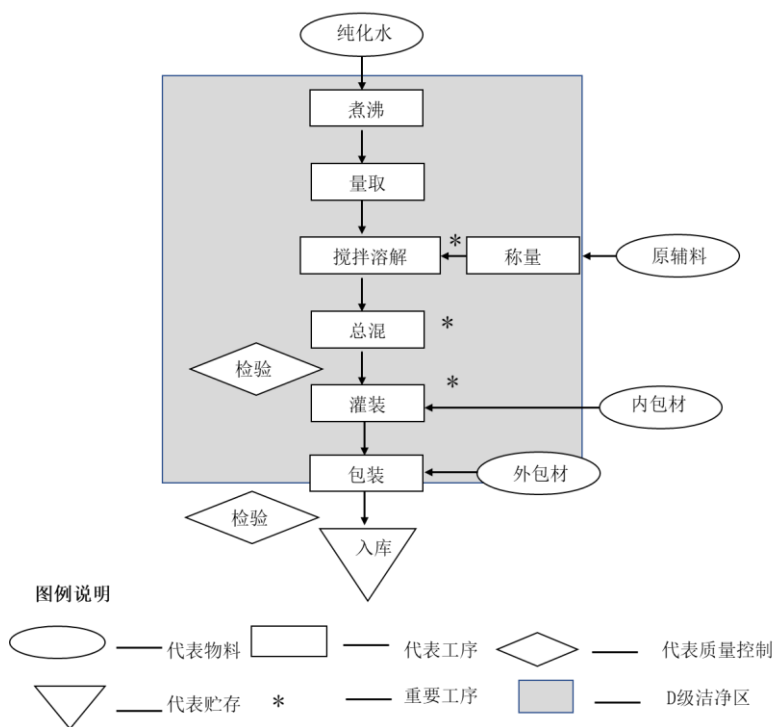 纯化水
煮沸
量取
搅拌溶解
*
称量
原辅料
总混
*
检验
灌装
*
内包材
包装
外包材
检验
入库
图例说明
代表物料
代表工序
代表质量控制
代表贮存
*
重要工序
D级洁净区